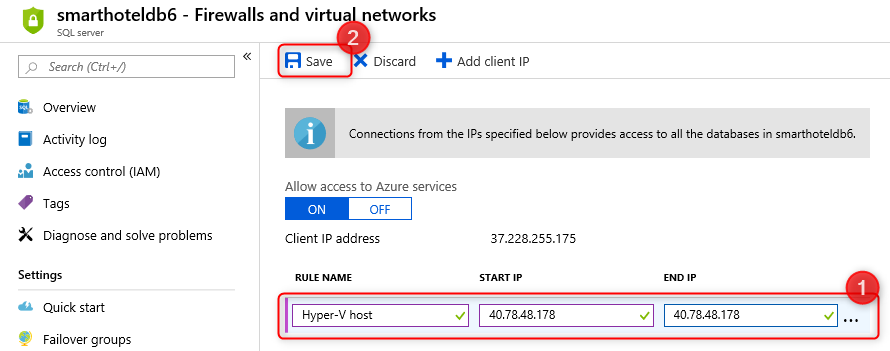 smarthoteldb6 - Firewalls and virtual networks
SQL server
2
Search (Ctrl+/)
«
Save Discard Add client IP
Overview
Activity log
Access control (IAM)
Tags
Diagnose and solve problems
Settings
Quick start
Failover groups
Connections from the IPs specified below provides access to all the databases in smarthoteldb6.
Allow access to Azure services
ON OFF
Client IP address 37.228.255.175
RULE NAME START IP END IP
1
Hyper-V host 40.78.48.178 40.78.48.178 ...